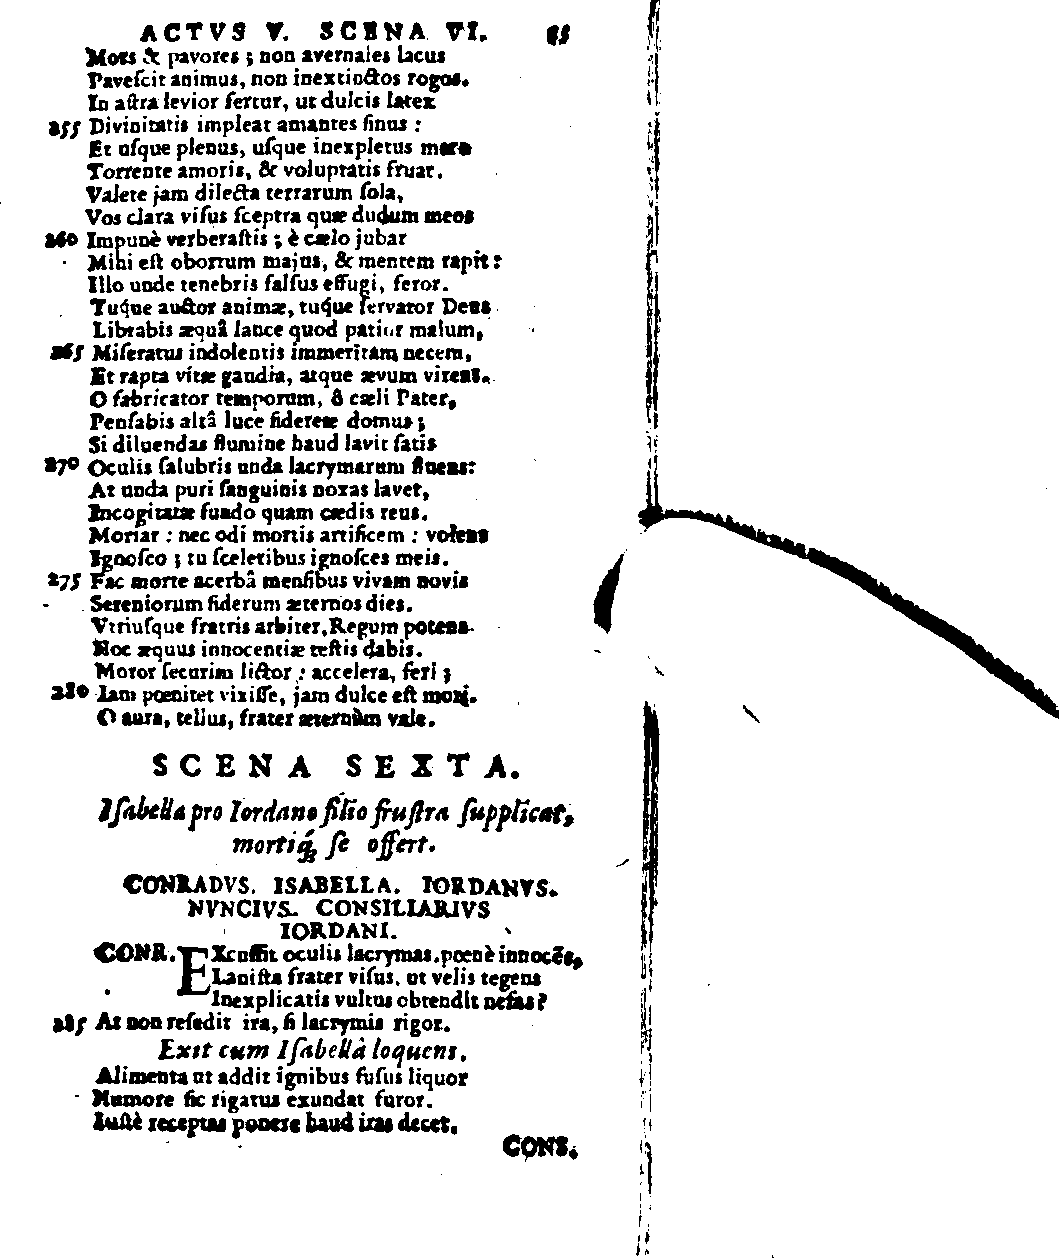 ACTVS V. SCENA VI. 85
Mors & pavores ; non avernales lacus
Pavescit animus, non inextinctos rogos.
In astra levior fertur, ut dulcis latex
255 Divinitatis impleat amantes sinus :
Et usque plenus, usque inexpletus mera
Torrente amoris, & voluptatis fruar.
Valete jam dilecta terrarum sola,
Vos clara visus sceptra quæ dudum meos
260 Impunè verberastis ; è cælo jubar
Mihi est obortum majus, & mentem rapit :
Illo unde tenebris falsus effugi, feror.
Tuq́ue auctor animæ, tuq́ue servator Deus
Librabis æquâ lance quod patiur malum,
265 Miseratus indolentis immeritam necem,
Et rapta vitæ gaudia, atque ævum virens.
O fabricator temporum, ô cæli Pater,
Pensabis altâ luce sidereæ domus ;
Si diluendas flumine haud lavit satis
270 Oculis salubris unda lacrymarum fluens:
At unda puri sanguinis noxas lavet,
Incogitatæ fundo quam cædis reus.
Moriar : nec odi mortis artificem : volens
Ignosco ; tu sceleribus ignosces meis.
275 Fac morte acerbâ mensibus vivam novis
Sereniorum siderum æternos dies.
Vtriusque fratris arbiter, Regum potens
Hoc æquus innocentiæ testis dabis.
Moror securim lictor : accelera, feri ;
280 Iam pœnitet vixisse, jam dulce est mori.
O aura, tellus, frater æternùm vale.
SCENA SEXTA.
Isabella pro Iordano filio frustra supplicat,
mortiq́ se offert.
CONRADVS. ISABELLA. IORDANVS.
NVNCIVS. CONSILIARIVS
IORDANI.
CONR. EXcussit oculis lacrymas, pœnè innocẽs,
Lanista frater visus, ut velis tegens
Inexplicatis vultus obtendit nefas?
285 At non resedit ira, si lacrymis rigor.
Exit cum Isabellâ loquens.
Alimenta ut addit ignibus fusus liquor
Humore sic rigatus exundat furor.
Iustè receptas ponere haud iras decet.
CONS.